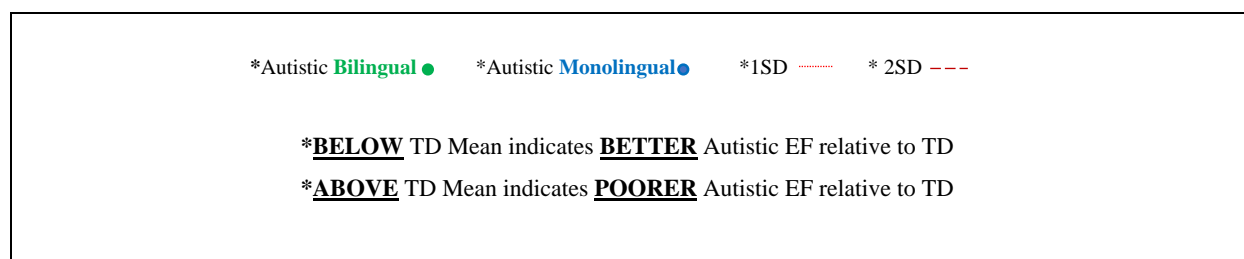 *Autistic Bilingual *Autistic Monolingual *1SD * 2SD
*BELOW TD Mean indicates BETTER Autistic EF relative to TD
*ABOVE TD Mean indicates POORER Autistic EF relative to TD